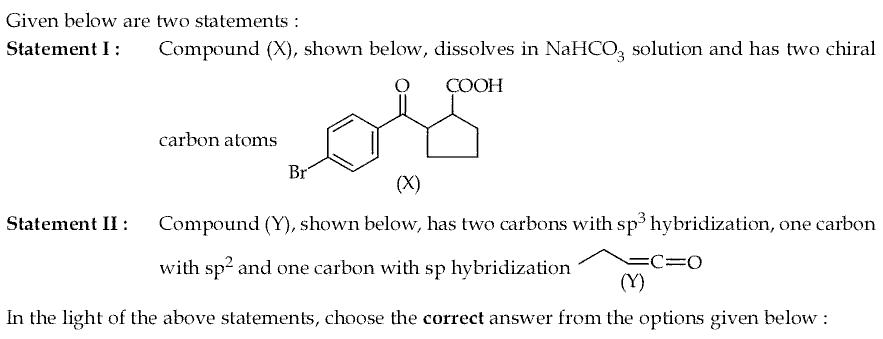 Given below are two statements :
Statement I : Compound (X), shown below, dissolves in NaHCO₃ solution and has two chiral
O COOH
carbon atoms
Br
(X)
Statement II : Compound (Y), shown below, has two carbons with sp³ hybridization, one carbon
with sp² and one carbon with sp hybridization =C=O
(Y)
In the light of the above statements, choose the correct answer from the options given below :